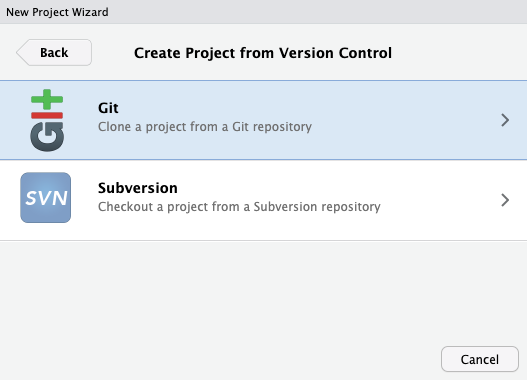 New Project Wizard
Back
Create Project from Version Control
git
Git
Clone a project from a Git repository
SVN
Subversion
Checkout a project from a Subversion repository
Cancel